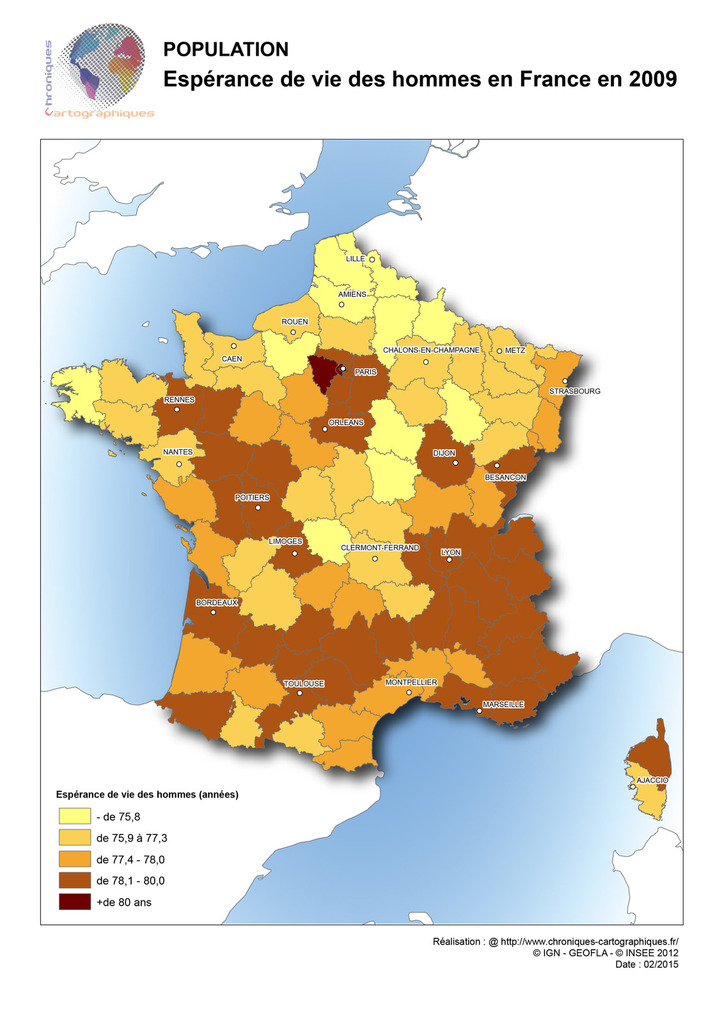 Chroniques
Cartographiques
POPULATION
Espérance de vie des hommes en France en 2009
LILLE
AMIENS
ROUEN
CAEN
CHALONS-EN-CHAMPAGNE
METZ
PARIS
STRASBOURG
RENNES
ORLEANS
NANTES
DIJON
BESANCON
POITIERS
LIMOGES
CLERMONT-FERRAND
LYON
BORDEAUX
TOULOUSE
MONTPELLIER
MARSEILLE
AJACCIO
Espérance de vie des hommes (années)
- de 75,8
de 75,9 à 77,3
de 77,4 - 78,0
de 78,1 - 80,0
+de 80 ans
Réalisation : @ http://www.chroniques-cartographiques.fr/
© IGN - GEOFLA - © INSEE 2012
Date : 02/2015